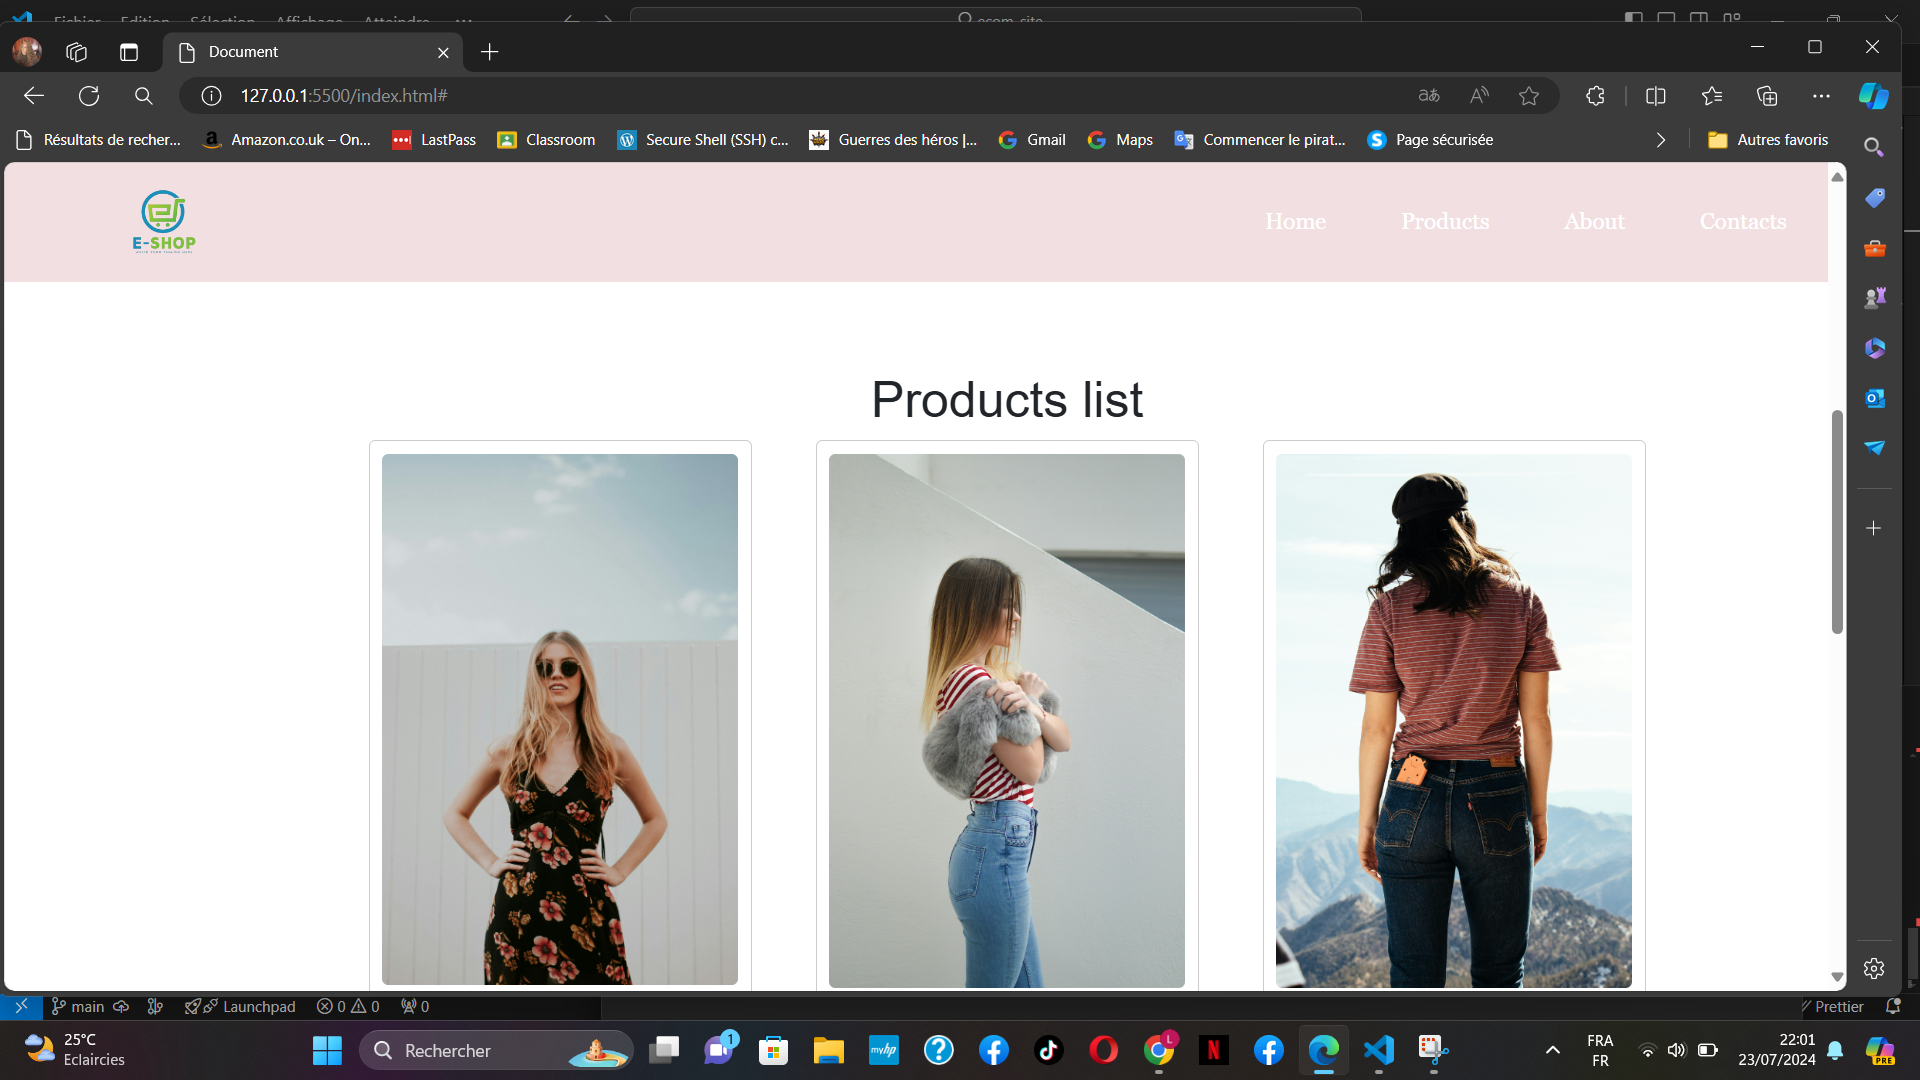 Fichier Edition Sélection Affichage Atteindre ... ecom-site
Document
127.0.0.1:5500/index.html#
Résultats de recher... Amazon.co.uk – On... LastPass Classroom Secure Shell (SSH) c... Guerres des héros |... Gmail Maps Commencer le pirat... Page sécurisée Autres favoris
E-SHOP
Home Products About Contacts
Products list
main Launchpad 0 0 0 Prettier
25°C
Eclaircies
Rechercher
1
myhp
L
FRA
FR
22:01
23/07/2024
PRE